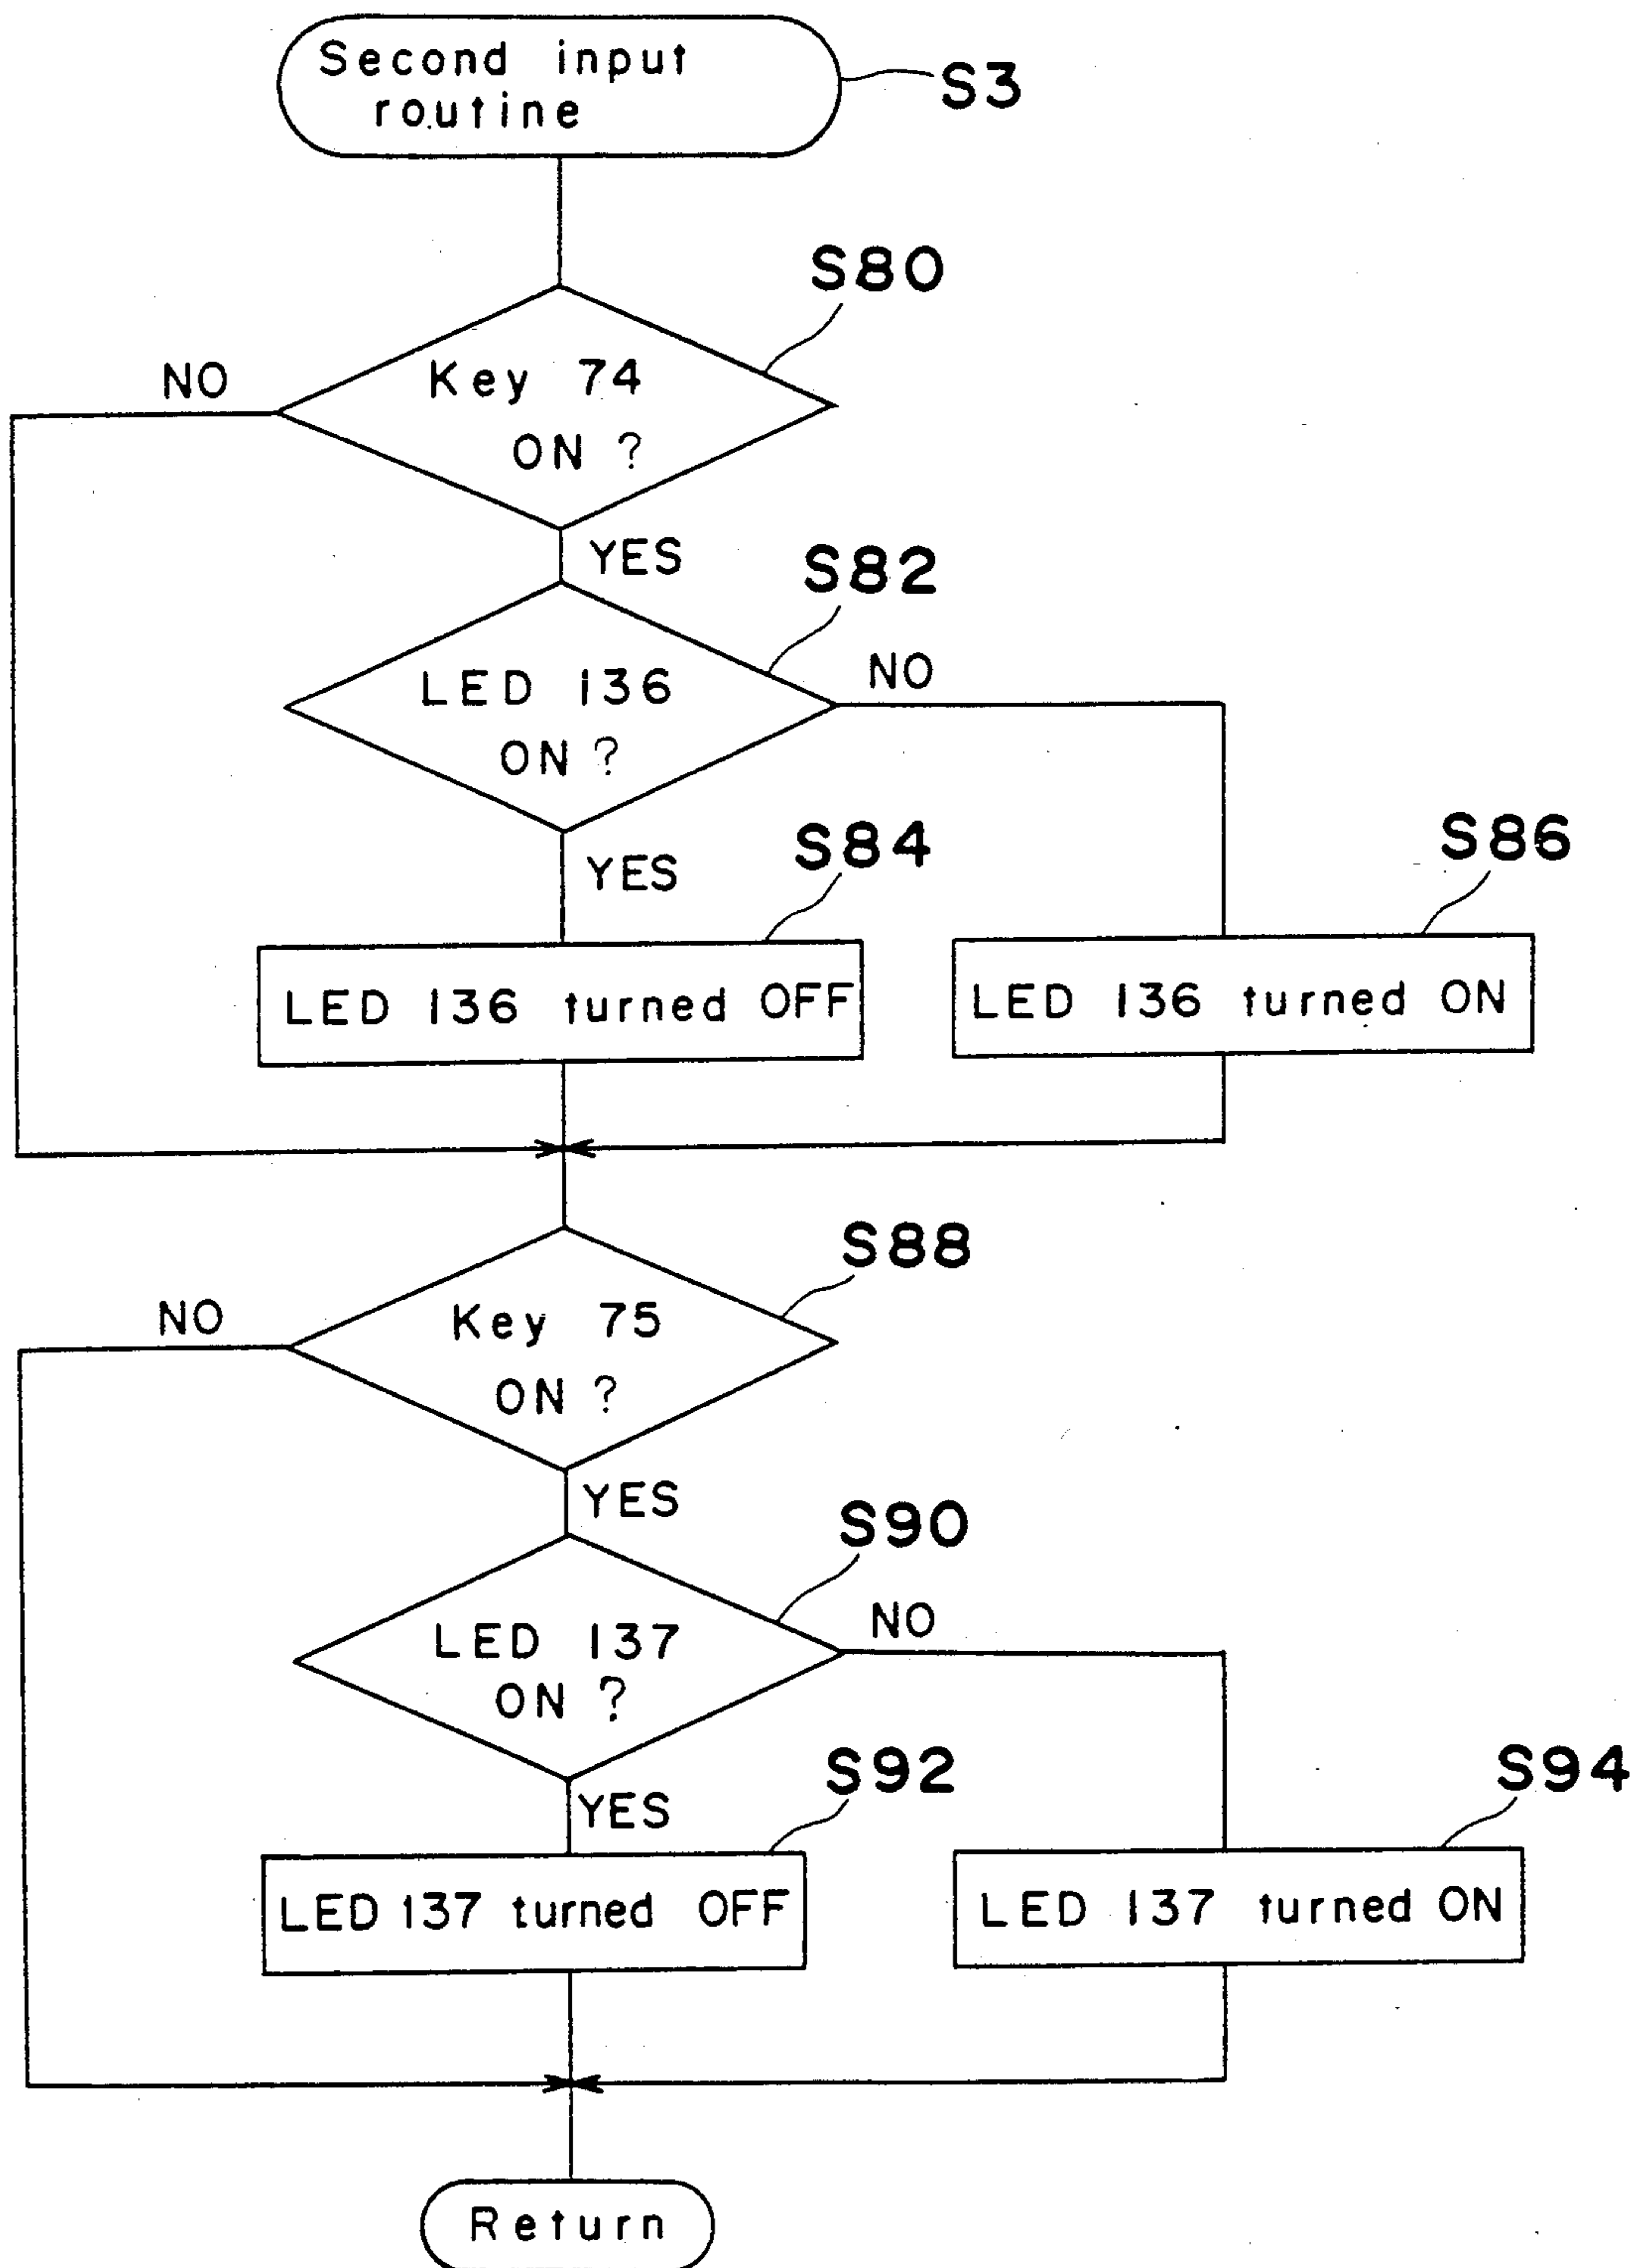 Second input
routine
S3
S80
NO
Key 74
ON ?
YES
S82
NO
LED 136
ON ?
YES
S84
S86
LED 136 turned OFF
LED 136 turned ON
S88
NO
Key 75
ON ?
YES
S90
NO
LED 137
ON ?
YES
S92
S94
LED 137 turned OFF
LED 137 turned ON
Return